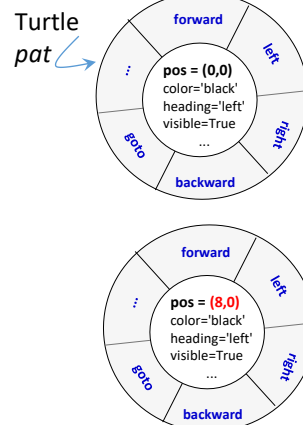 Turtle
pat
forward
left
right
backward
goto
...
pos = (0,0)
color='black'
heading='left'
visible=True
...
forward
left
right
backward
goto
...
pos = (8,0)
color='black'
heading='left'
visible=True
...